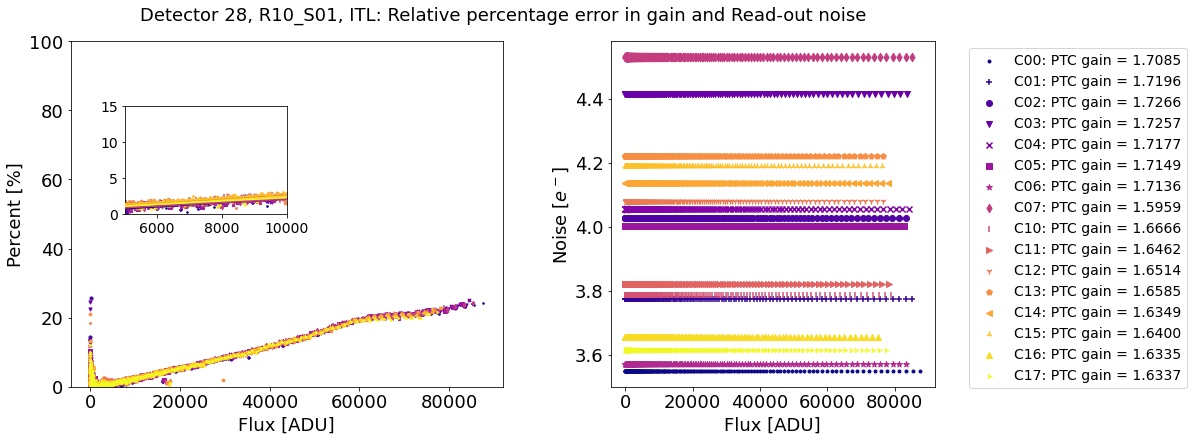 Detector 28, R10_S01, ITL: Relative percentage error in gain and Read-out noise
Percent [%]
100
80
60
40
20
0
15
10
5
0
6000 8000 10000
0 20000 40000 60000 80000
Flux [ADU]
Noise [e⁻]
4.4
4.2
4.0
3.8
3.6
0 20000 40000 60000 80000
Flux [ADU]
C00: PTC gain = 1.7085
C01: PTC gain = 1.7196
C02: PTC gain = 1.7266
C03: PTC gain = 1.7257
C04: PTC gain = 1.7177
C05: PTC gain = 1.7149
C06: PTC gain = 1.7136
C07: PTC gain = 1.5959
C10: PTC gain = 1.6666
C11: PTC gain = 1.6462
C12: PTC gain = 1.6514
C13: PTC gain = 1.6585
C14: PTC gain = 1.6349
C15: PTC gain = 1.6400
C16: PTC gain = 1.6335
C17: PTC gain = 1.6337